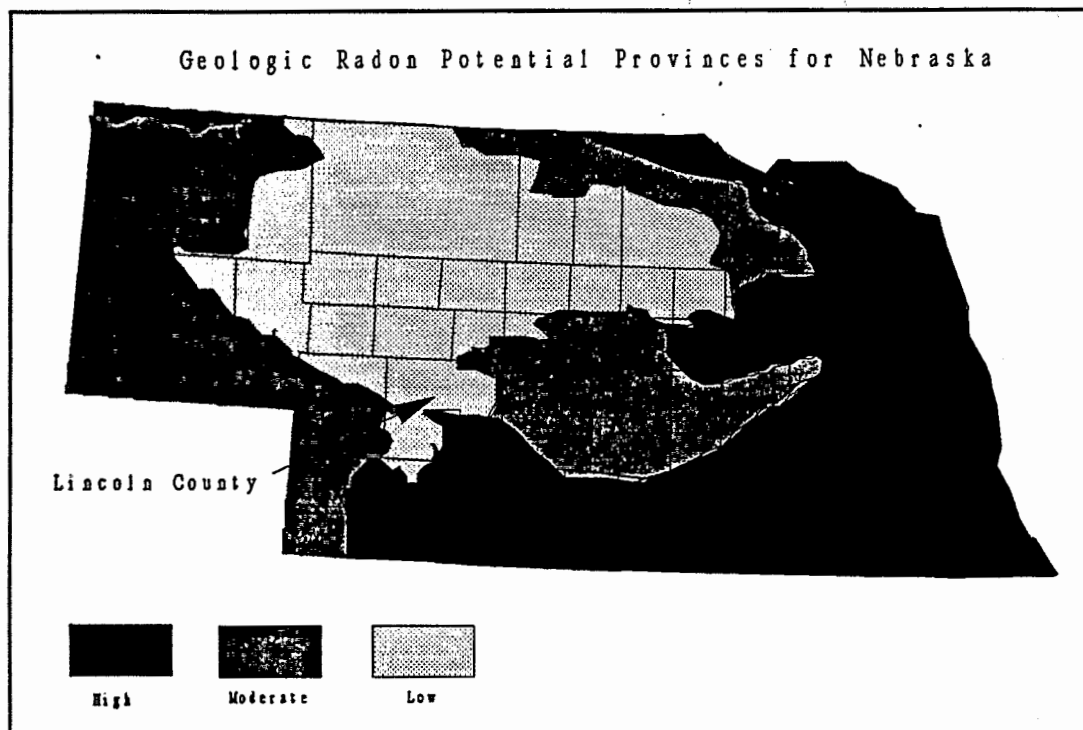 Geologic Radon Potential Provinces for Nebraska
Lincoln County
High
Moderate
Low